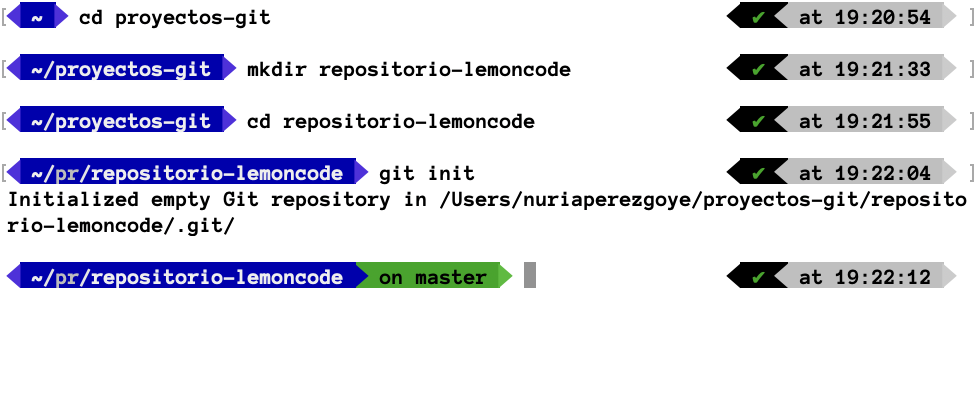 [ ~ cd proyectos-git ✔ at 19:20:54 ]
[ ~/proyectos-git mkdir repositorio-lemoncode ✔ at 19:21:33 ]
[ ~/proyectos-git cd repositorio-lemoncode ✔ at 19:21:55 ]
[ ~/pr/repositorio-lemoncode git init ✔ at 19:22:04 ]
Initialized empty Git repository in /Users/nuriaperezgoye/proyectos-git/reposito
rio-lemoncode/.git/
~/pr/repositorio-lemoncode on master ✔ at 19:22:12